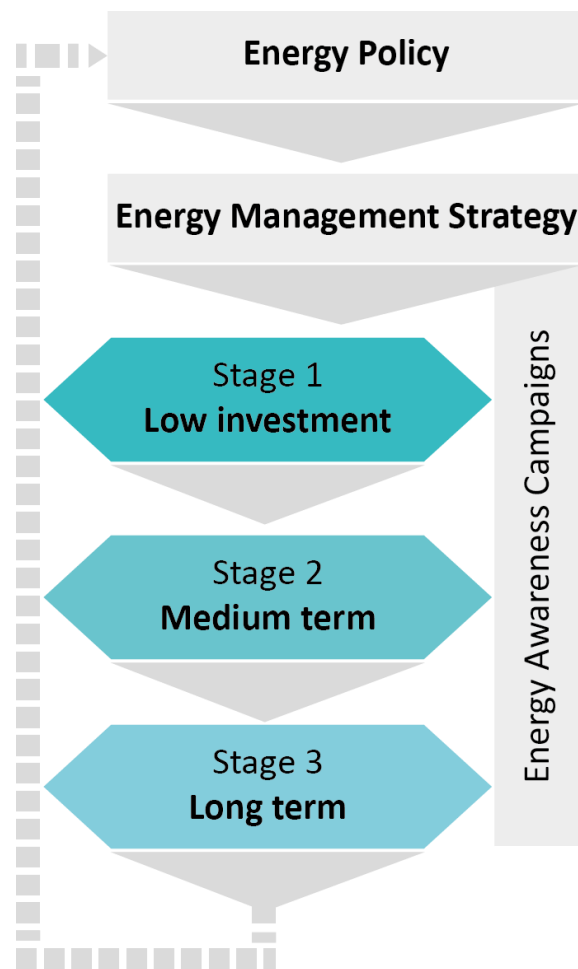 Energy Policy
Energy Management Strategy
Stage 1
Low investment
Stage 2
Medium term
Stage 3
Long term
Energy Awareness Campaigns